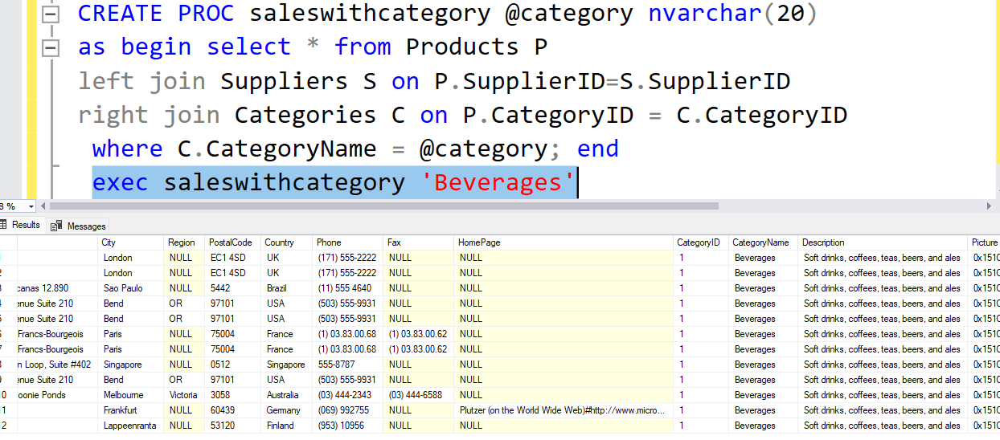 CREATE PROC saleswithcategory @category nvarchar(20)
as begin select * from Products P
left join Suppliers S on P.SupplierID=S.SupplierID
right join Categories C on P.CategoryID = C.CategoryID
where C.CategoryName = @category; end
exec saleswithcategory 'Beverages'
8 %
Results Messages
City Region PostalCode Country Phone Fax HomePage CategoryID CategoryName Description Picture
London NULL EC1 4SD UK (171) 555-2222 NULL NULL 1 Beverages Soft drinks, coffees, teas, beers, and ales 0x151C
2 London NULL EC1 4SD UK (171) 555-2222 NULL NULL 1 Beverages Soft drinks, coffees, teas, beers, and ales 0x151C
3 canas 12.890 Sao Paulo NULL 5442 Brazil (11) 555 4640 NULL NULL 1 Beverages Soft drinks, coffees, teas, beers, and ales 0x151C
4 enue Suite 210 Bend OR 97101 USA (503) 555-9931 NULL NULL 1 Beverages Soft drinks, coffees, teas, beers, and ales 0x151C
5 enue Suite 210 Bend OR 97101 USA (503) 555-9931 NULL NULL 1 Beverages Soft drinks, coffees, teas, beers, and ales 0x151C
6 Francs-Bourgeois Paris NULL 75004 France (1) 03.83.00.68 (1) 03.83.00.62 NULL 1 Beverages Soft drinks, coffees, teas, beers, and ales 0x151C
7 Francs-Bourgeois Paris NULL 75004 France (1) 03.83.00.68 (1) 03.83.00.62 NULL 1 Beverages Soft drinks, coffees, teas, beers, and ales 0x151C
8 n Loop, Suite #402 Singapore NULL 0512 Singapore 555-8787 NULL NULL 1 Beverages Soft drinks, coffees, teas, beers, and ales 0x151C
9 enue Suite 210 Bend OR 97101 USA (503) 555-9931 NULL NULL 1 Beverages Soft drinks, coffees, teas, beers, and ales 0x151C
10 oonie Ponds Melbourne Victoria 3058 Australia (03) 444-2343 (03) 444-6588 NULL 1 Beverages Soft drinks, coffees, teas, beers, and ales 0x151C
1 Frankfurt NULL 60439 Germany (069) 992755 NULL Plutzer (on the World Wide Web)#http://www.micro... 1 Beverages Soft drinks, coffees, teas, beers, and ales 0x151C
2 Lappeenranta NULL 53120 Finland (953) 10956 NULL NULL 1 Beverages Soft drinks, coffees, teas, beers, and ales 0x151C